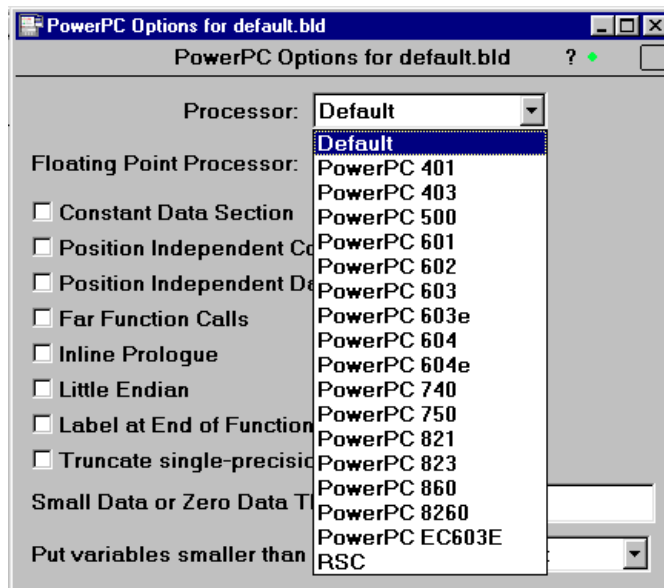 PowerPC Options for default.bld
PowerPC Options for default.bld ?
Processor: Default
Default
Floating Point Processor:
PowerPC 401
PowerPC 403
Constant Data Section
PowerPC 500
Position Independent Co
PowerPC 601
PowerPC 602
Position Independent Da
PowerPC 603
Far Function Calls
PowerPC 603e
PowerPC 604
Inline Prologue
PowerPC 604e
Little Endian
PowerPC 740
PowerPC 750
Label at End of Function
PowerPC 821
Truncate single-precisio
PowerPC 823
PowerPC 860
Small Data or Zero Data Th
PowerPC 8260
PowerPC EC603E
Put variables smaller than
RSC